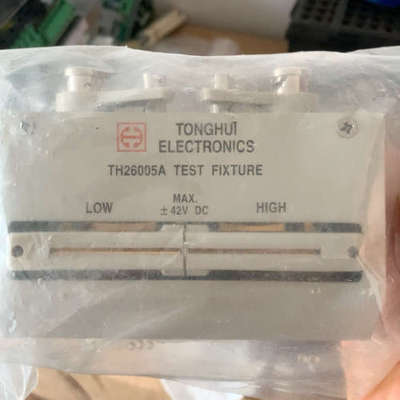 TONGHUI
ELECTRONICS
TH26005A TEST FIXTURE
MAX.
LOW ± 42V DC HIGH